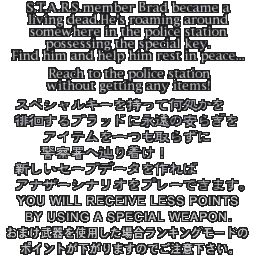 S.T.A.R.S.member Brad became a
living dead.He's roaming around
somewhere in the police station
possessing the special key.
Find him and help him rest in peace...
Reach to the police station
without getting any items!
スペシャルキーを持って何処かを
徘徊するブラッドに永遠の安らぎを
アイテムを一つも取らずに
警察署へ辿り着け!
新しいセーブデータを作れば
アナザーシナリオをプレーできます。
YOU WILL RECEIVE LESS POINTS
BY USING A SPECIAL WEAPON.
おまけ武器を使用した場合ランキングモードの
ポイントが下がりますのでご注意下さい。